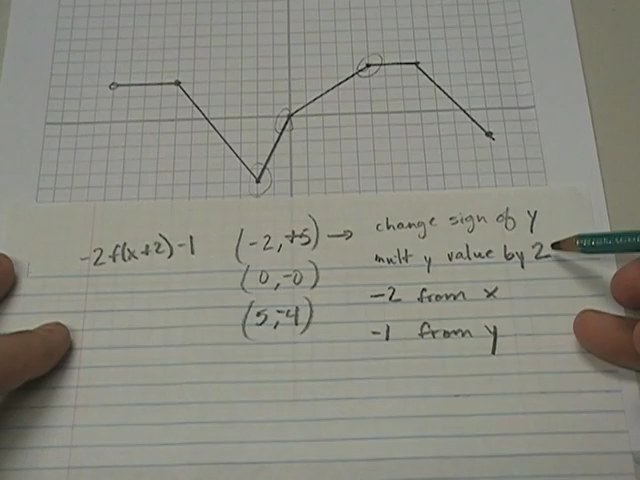 -2f(x+2)-1
(-2,+5) → change sign of y
(0,-0) mult y value by 2
(5,-4) -2 from x
-1 from y